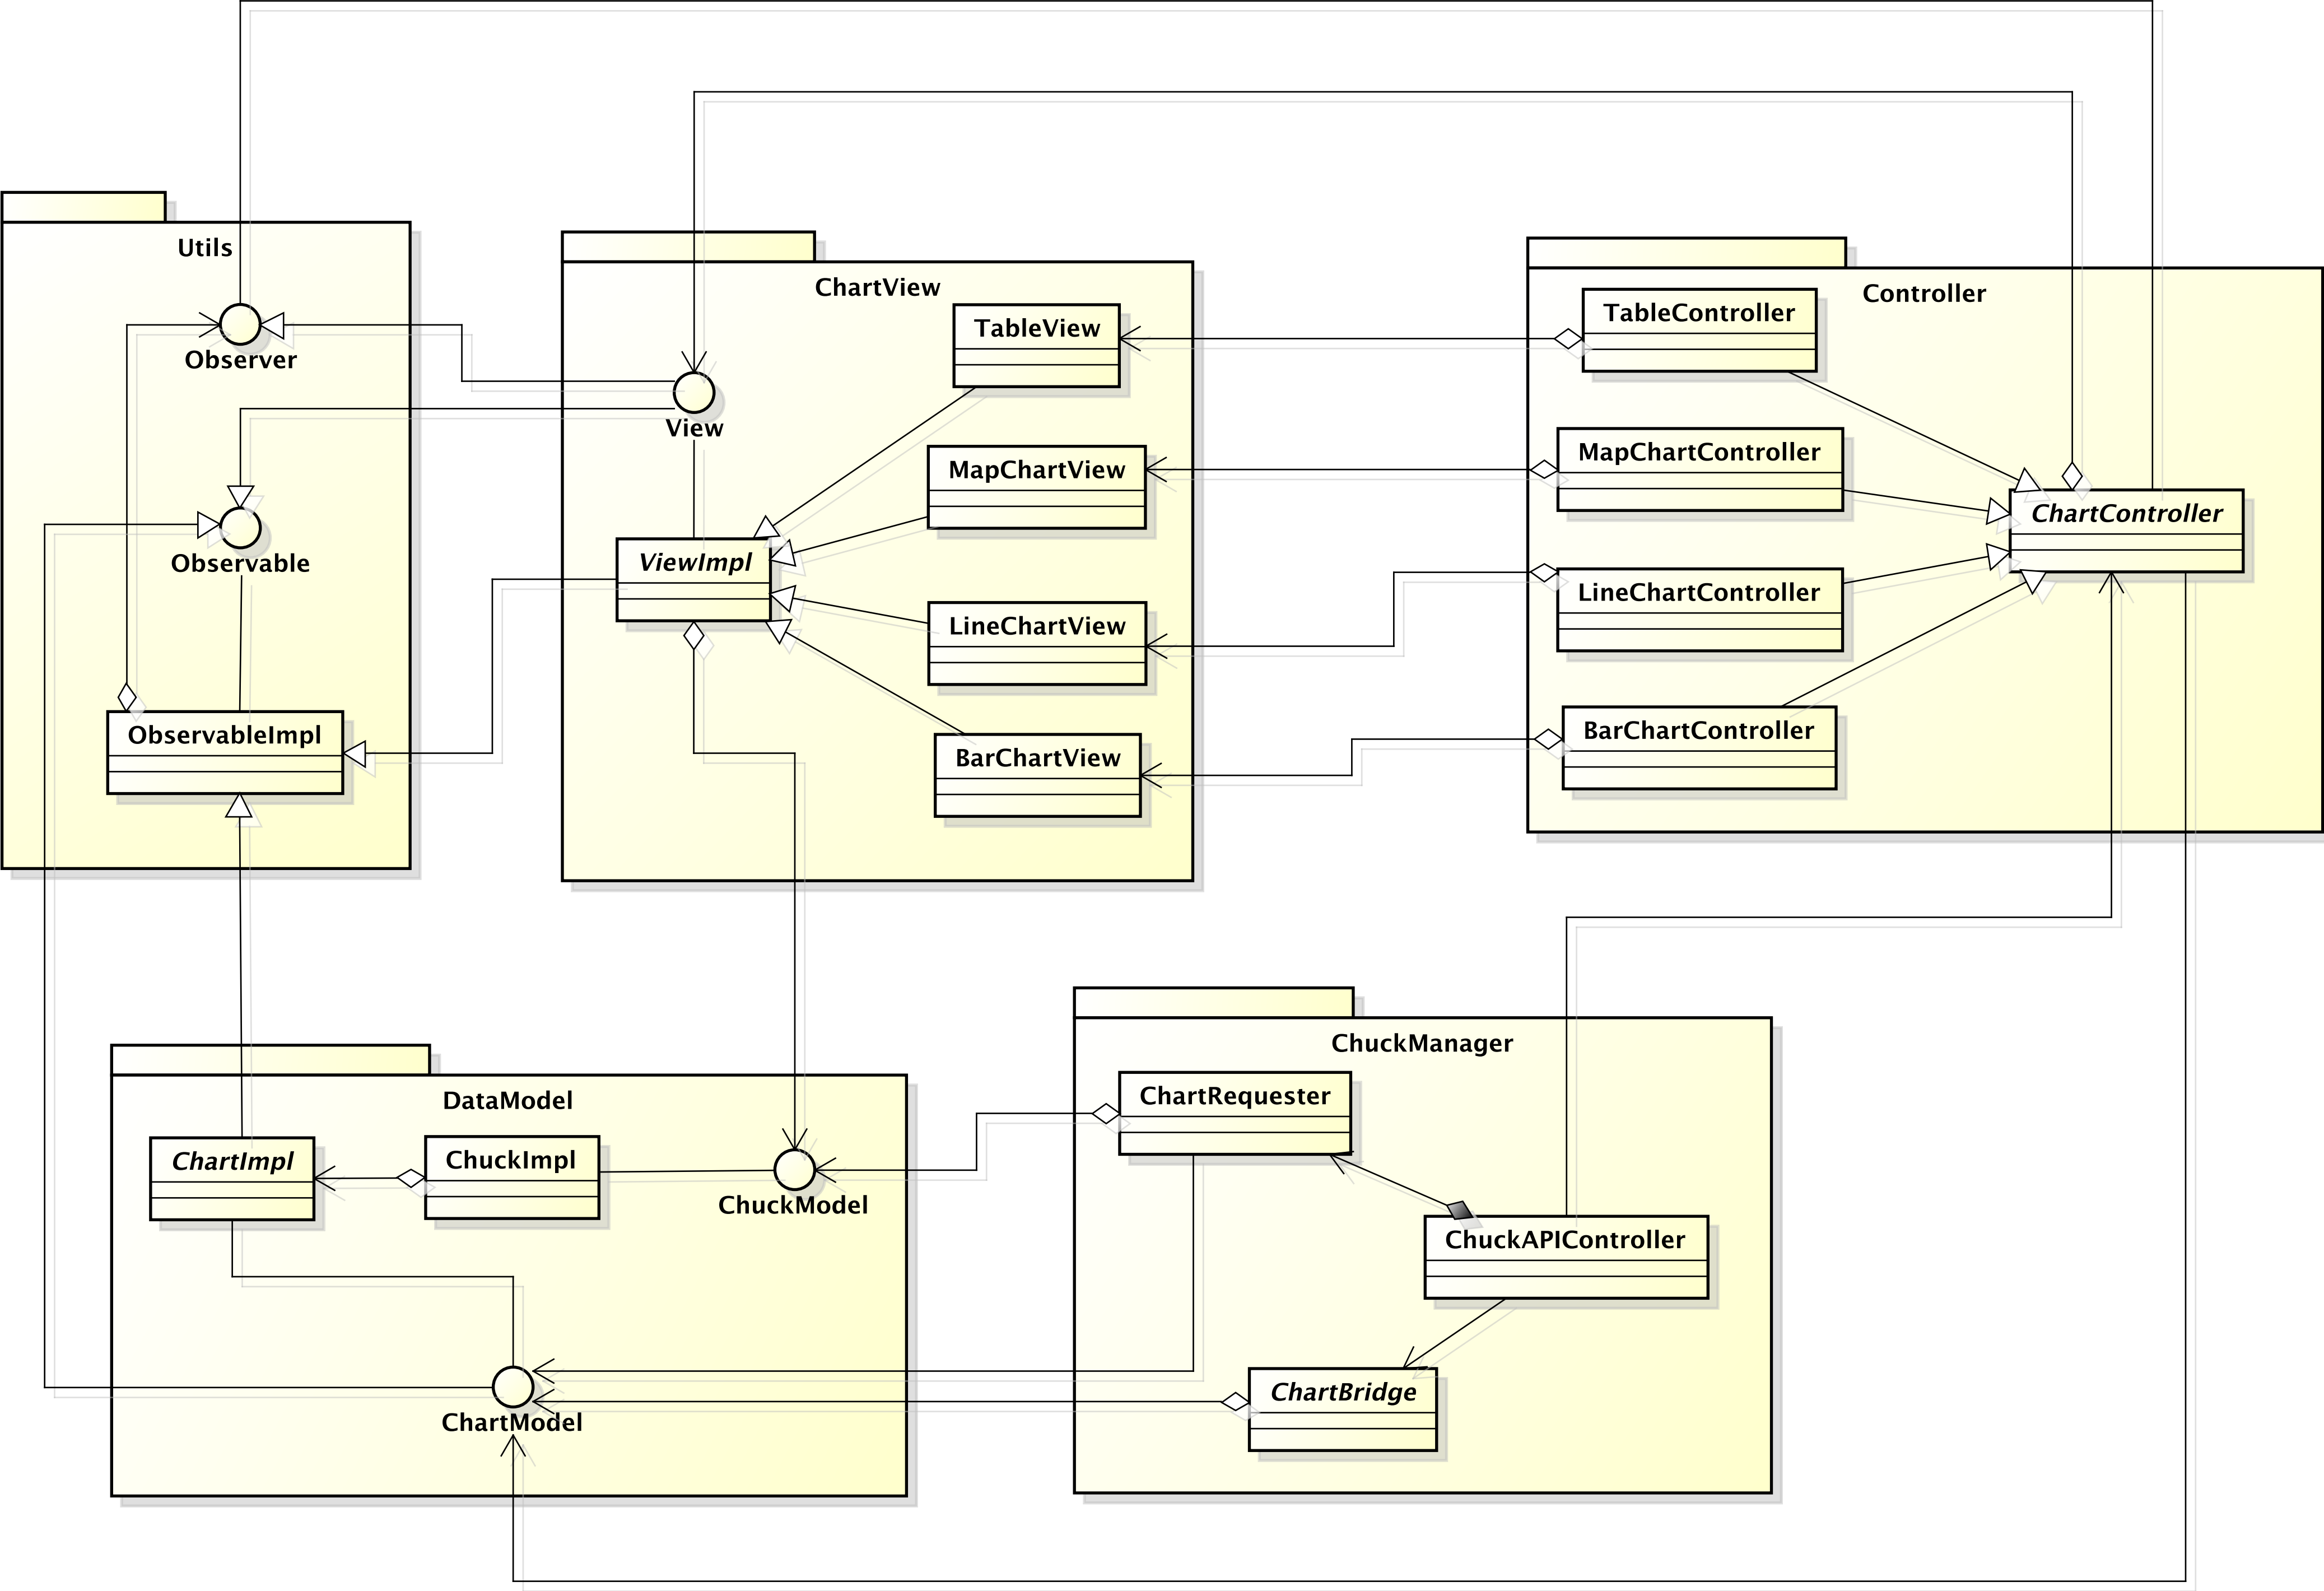 Utils
Observer
Observable
ObservableImpl
ChartView
View
ViewImpl
TableView
MapChartView
LineChartView
BarChartView
Controller
TableController
MapChartController
LineChartController
BarChartController
ChartController
DataModel
ChartImpl
ChuckImpl
ChuckModel
ChartModel
ChuckManager
ChartRequester
ChuckAPIController
ChartBridge